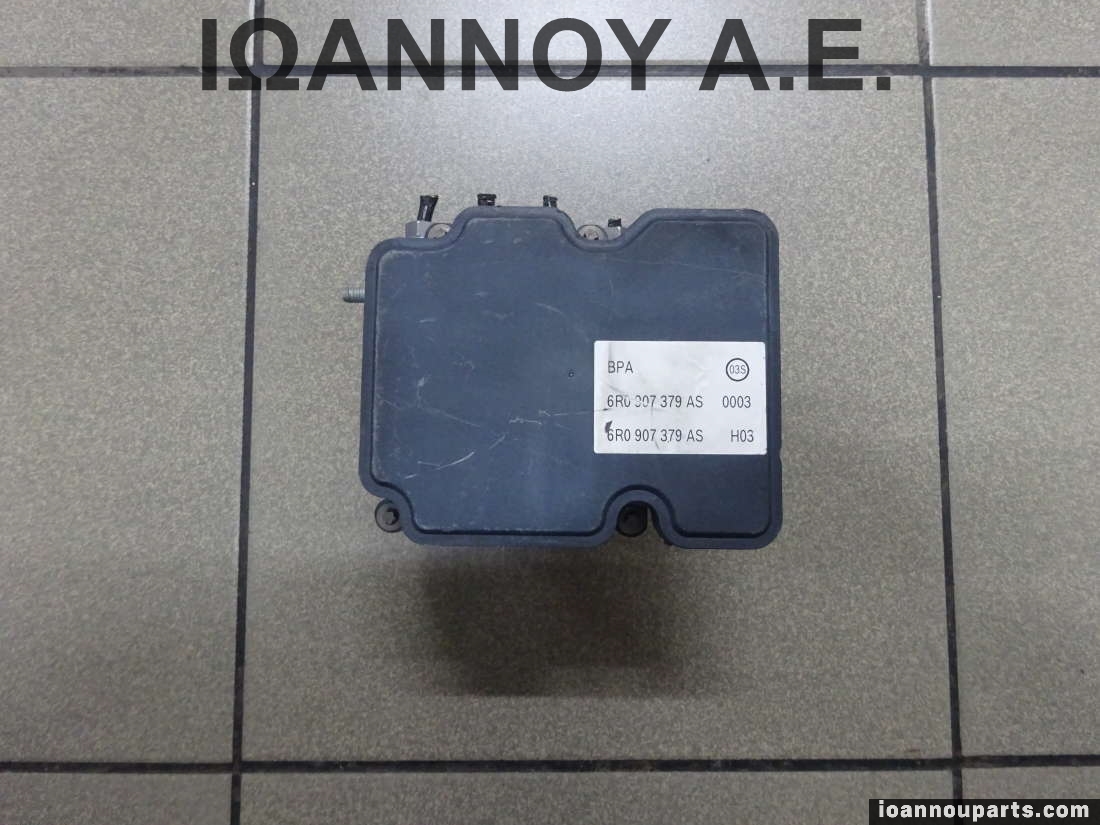 ΙΩΑΝΝΟΥ Α.Ε.
BPA 03S
6R0 907 379 AS 0003
6R0 907 379 AS H03
ioannouparts.com